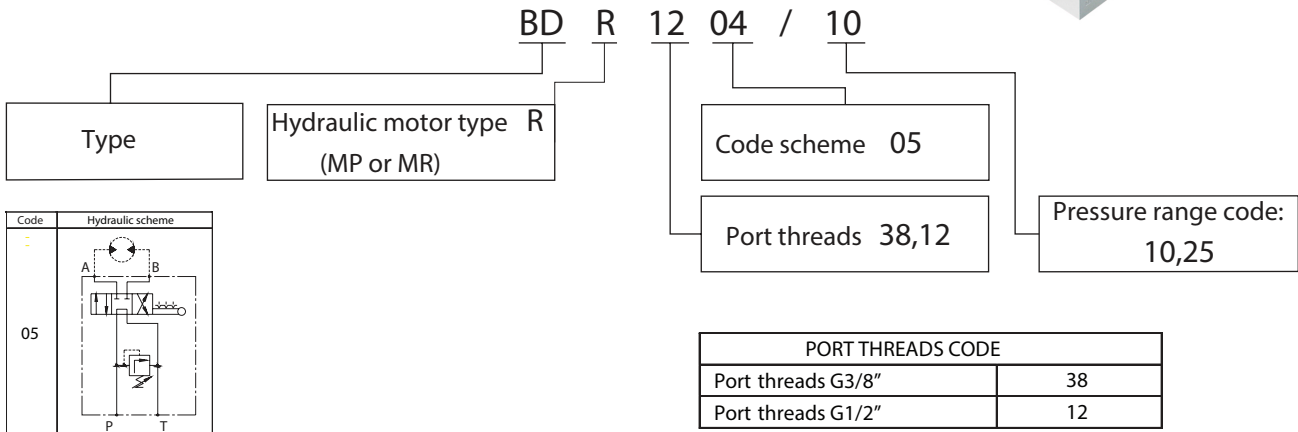 BD R 12 04 / 10
Type
Hydraulic motor type R
(MP or MR)
Code scheme 05
Port threads 38,12
Pressure range code:
10,25
Code Hydraulic scheme
A B
05
P T
PORT THREADS CODE
Port threads G3/8” 38
Port threads G1/2” 12